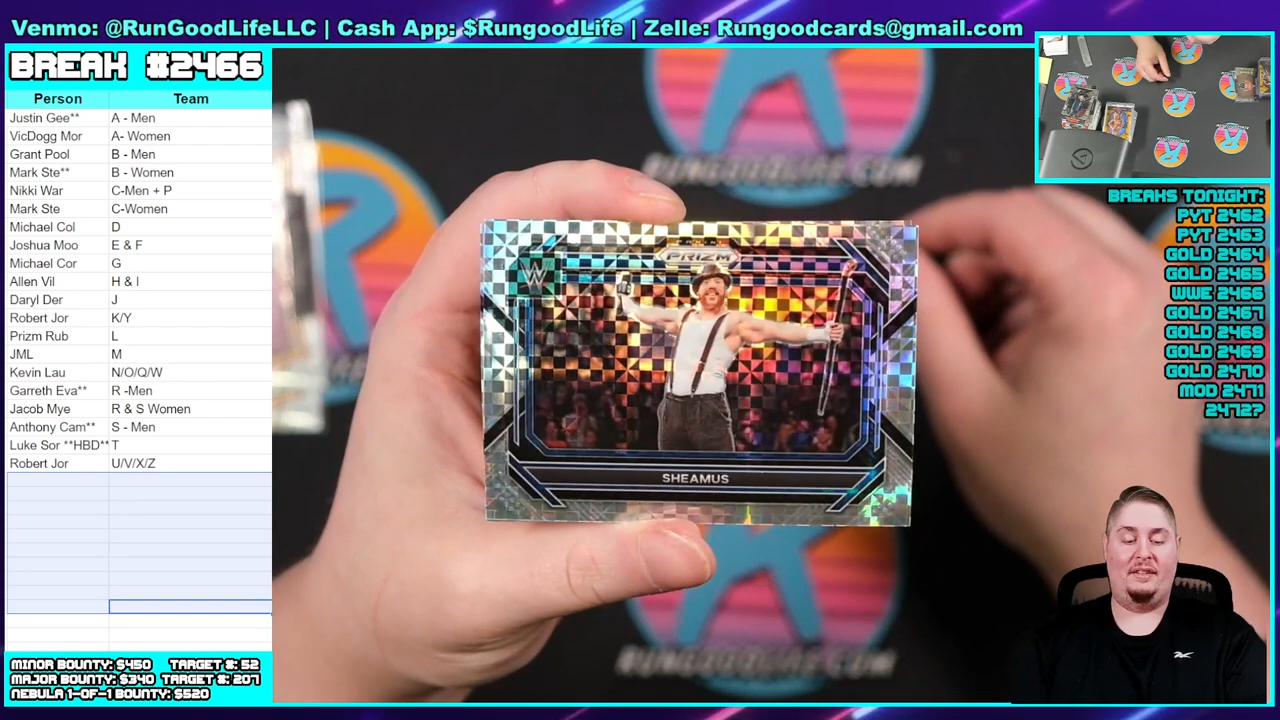 Venmo: @RunGoodLifeLLC | Cash App: $RungoodLife | Zelle: Rungoodcards@gmail.com
BREAK #2466
Person Team
Justin Gee** A - Men
VicDogg Mor A- Women
Grant Pool B - Men
Mark Ste** B - Women
Nikki War C-Men + P
Mark Ste C-Women
Michael Col D
Joshua Moo E & F
Michael Cor G
Allen Vil H & I
Daryl Der J
Robert Jor K/Y
Prizm Rub L
JML M
Kevin Lau N/O/Q/W
Garreth Eva** R -Men
Jacob Mye R & S Women
Anthony Cam** S - Men
Luke Sor **HBD** T
Robert Jor U/V/X/Z
MINOR BOUNTY: $450 TARGET #: 52
MAJOR BOUNTY: $340 TARGET #: 207
NEBULA 1-OF-1 BOUNTY: $520
RUNGOODLIFE.COM
PANINI
PRIZM
W
SHEAMUS
BREAKS TONIGHT:
PYT 2462
PYT 2463
GOLD 2464
GOLD 2465
WWE 2466
GOLD 2467
GOLD 2468
GOLD 2469
GOLD 2470
MOD 2471
2472?